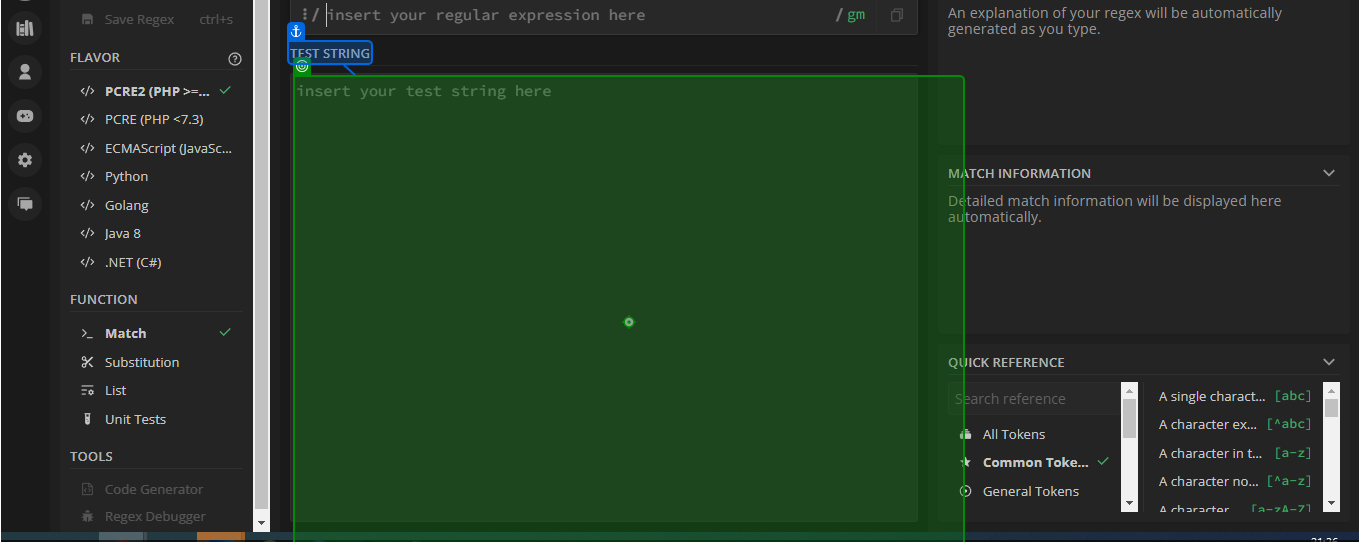 Save Regex ctrl+s
FLAVOR
</> PCRE2 (PHP >=...
</> PCRE (PHP <7.3)
</> ECMAScript (JavaSc...
</> Python
</> Golang
</> Java 8
</> .NET (C#)
FUNCTION
>_ Match
Substitution
List
Unit Tests
TOOLS
Code Generator
Regex Debugger
/ insert your regular expression here / gm
TEST STRING
insert your test string here
An explanation of your regex will be automatically
generated as you type.
MATCH INFORMATION
Detailed match information will be displayed here
automatically.
QUICK REFERENCE
Search reference
All Tokens
Common Toke...
General Tokens
A single charact... [abc]
A character ex... [^abc]
A character in t... [a-z]
A character no... [^a-z]
A character ... [a-zA-Z]